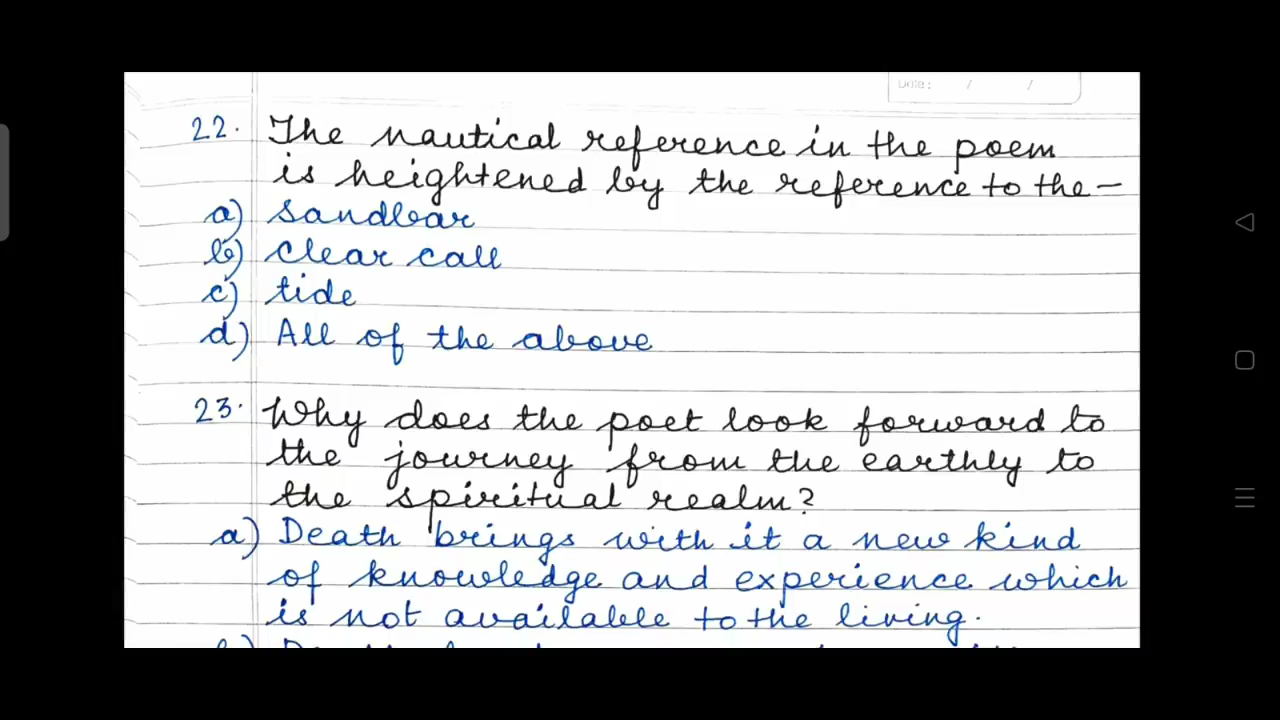 Date: / /
22. The nautical reference in the poem
is heightened by the reference to the -
a) sandbar
b) clear call
c) tide
d) All of the above
23. Why does the poet look forward to
the journey from the earthly to
the spiritual realm?
a) Death brings with it a new kind
of knowledge and experience which
is not available to the living.
b)